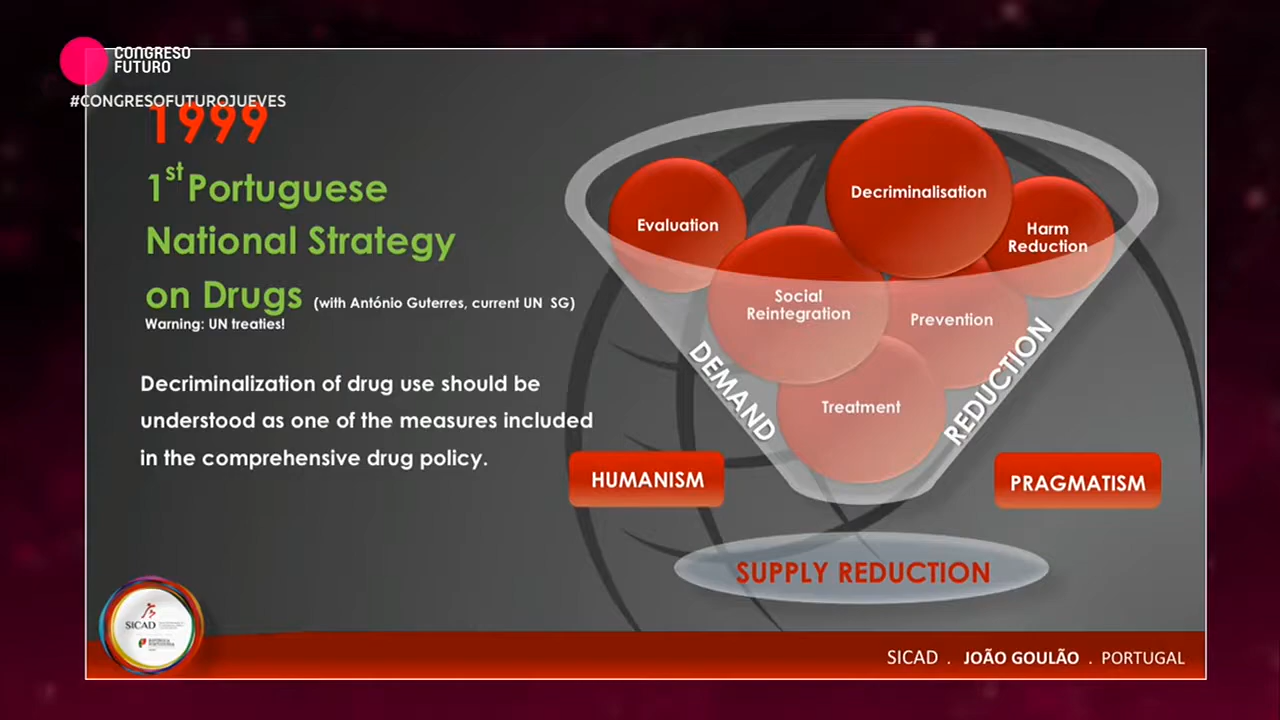 CONGRESO
FUTURO
#CONGRESOFUTUROJUEVES
1999
1st Portuguese
National Strategy
on Drugs (with António Guterres, current UN SG)
Warning: UN treaties!
Decriminalization of drug use should be
understood as one of the measures included
in the comprehensive drug policy.
Evaluation
Decriminalisation
Harm
Reduction
Social
Reintegration
Prevention
Treatment
DEMAND
REDUCTION
HUMANISM
PRAGMATISM
SUPPLY REDUCTION
SICAD
SICAD . JOÃO GOULÃO . PORTUGAL